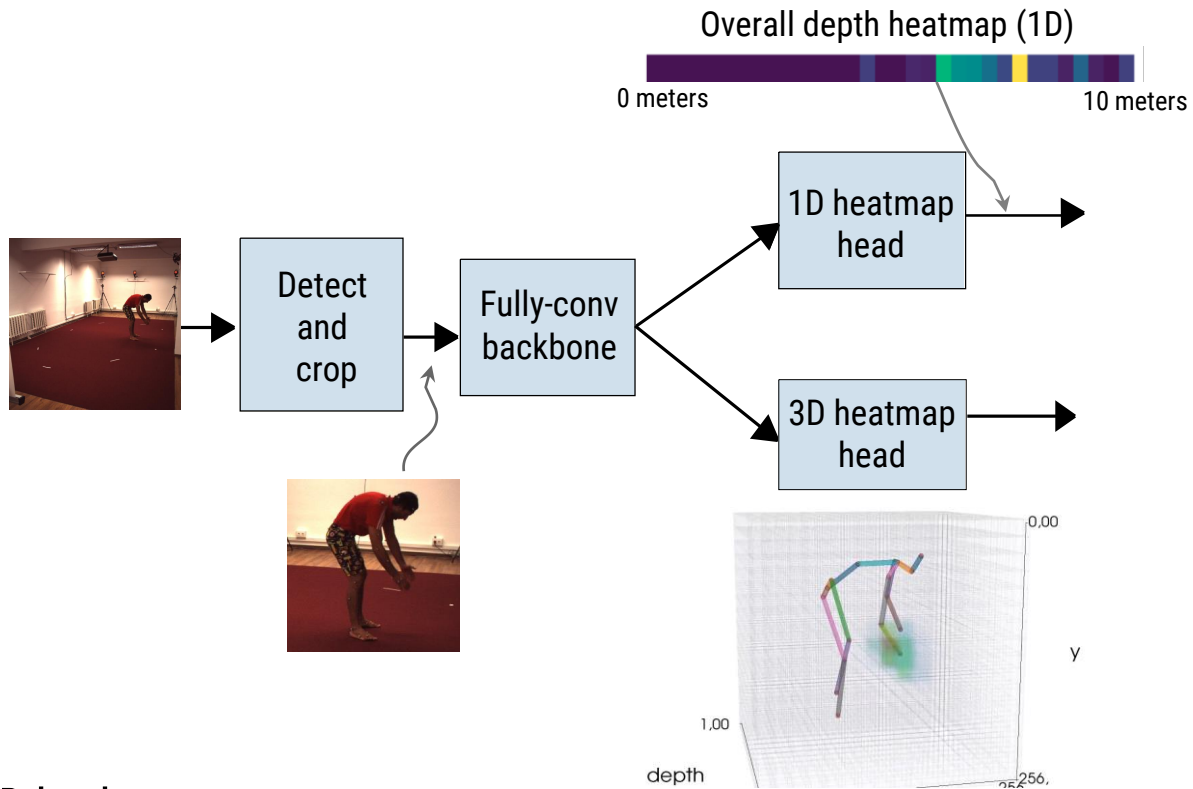 Overall depth heatmap (1D)
0 meters
10 meters
1D heatmap
head
Detect
and
crop
Fully-conv
backbone
3D heatmap
head
0,00
y
1,00
depth
256,